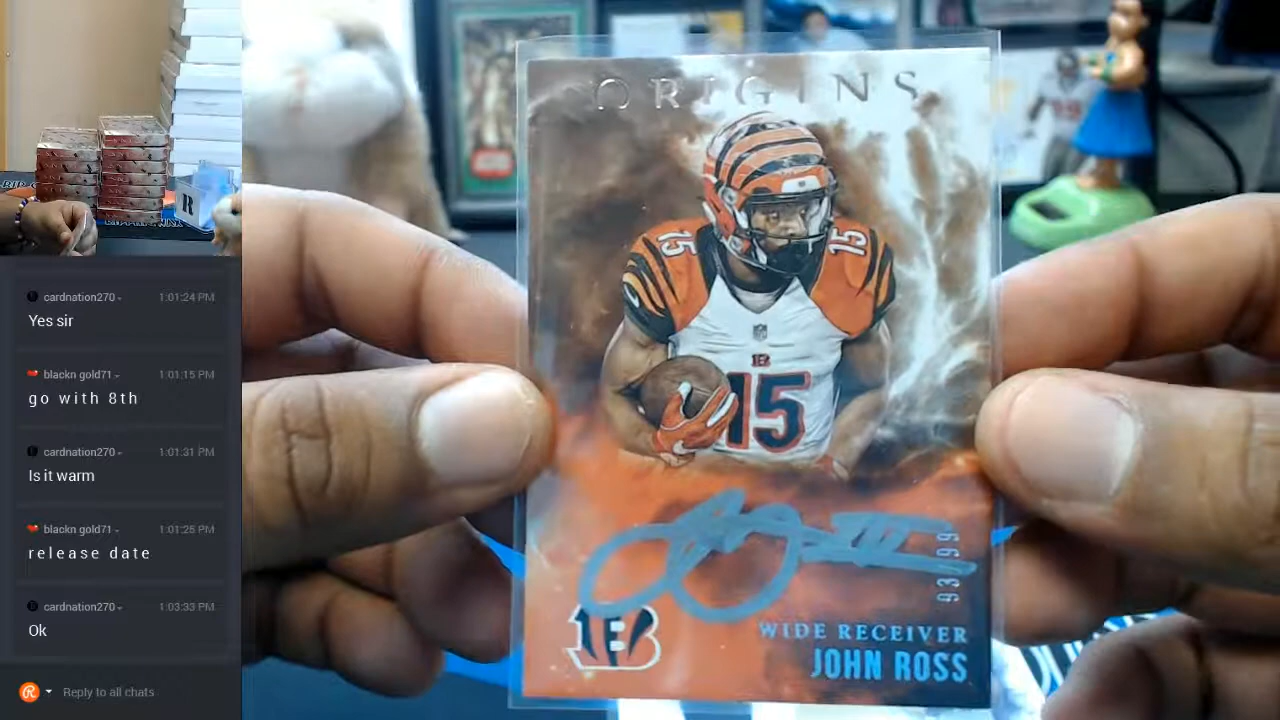 cardnation270
1:01:24 PM
Yes sir
blackn gold71
1:01:15 PM
go with 8th
cardnation270
1:01:31 PM
Is it warm
blackn gold71
1:01:25 PM
release date
cardnation270
1:03:33 PM
Ok
Reply to all chats
ORIGINS
15
15
15
93/99
WIDE RECEIVER
JOHN ROSS